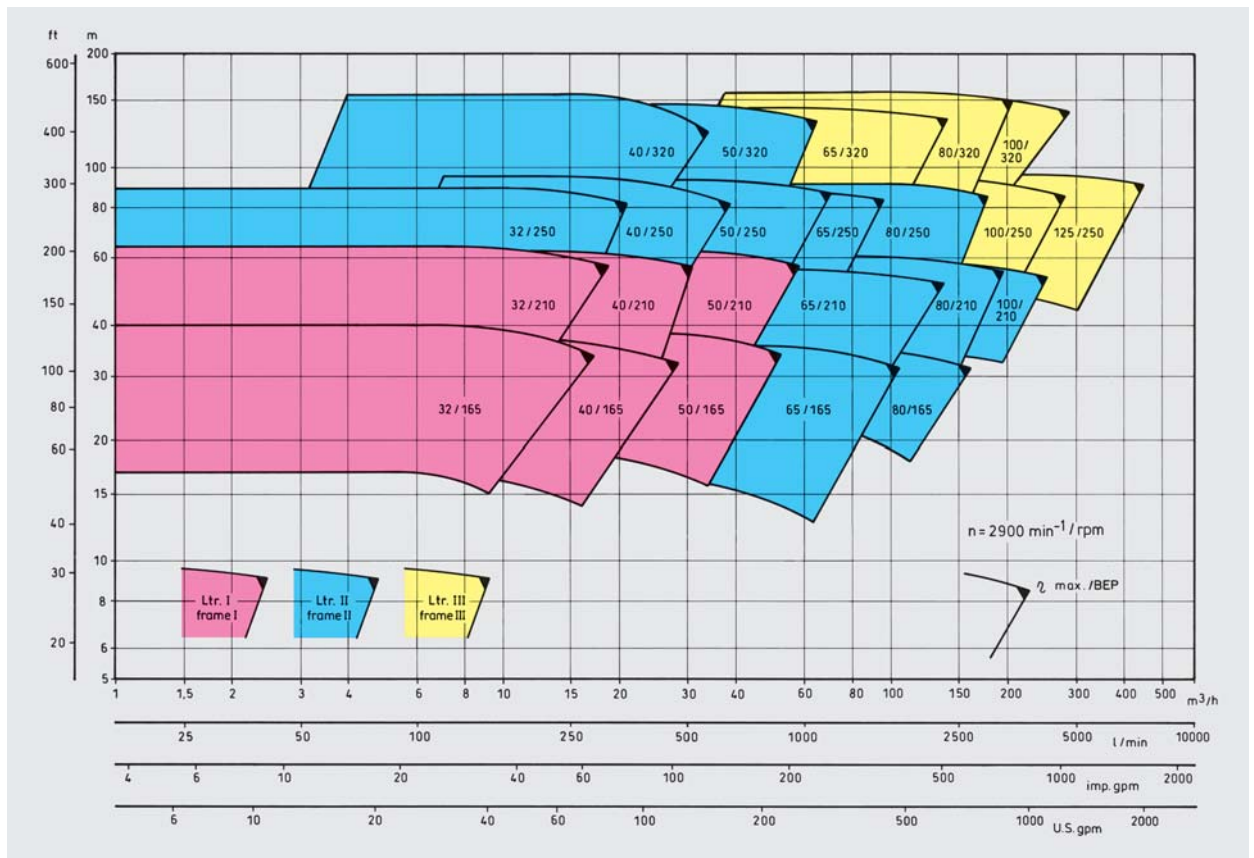 ft m
600
400
300
200
150
100
80
60
40
30
20
200
150
100
80
60
40
30
20
15
10
8
6
5
40/320 50/320 65/320 80/320 100/
320
32/250 40/250 50/250 65/250 80/250 100/250 125/250
32/210 40/210 50/210 65/210 80/210 100/
210
32/165 40/165 50/165 65/165 80/165
n = 2900 min⁻¹/rpm
η max./BEP
Ltr. I
frame I
Ltr. II
frame II
Ltr. III
frame III
1 1,5 2 3 4 6 8 10 15 20 30 40 60 80 100 150 200 300 400 500 m³/h
25 50 100 250 500 1000 2500 5000 10000
l/min
4 6 10 20 40 60 100 200 500 1000 2000
imp. gpm
6 10 20 40 60 100 200 500 1000 2000
U.S. gpm